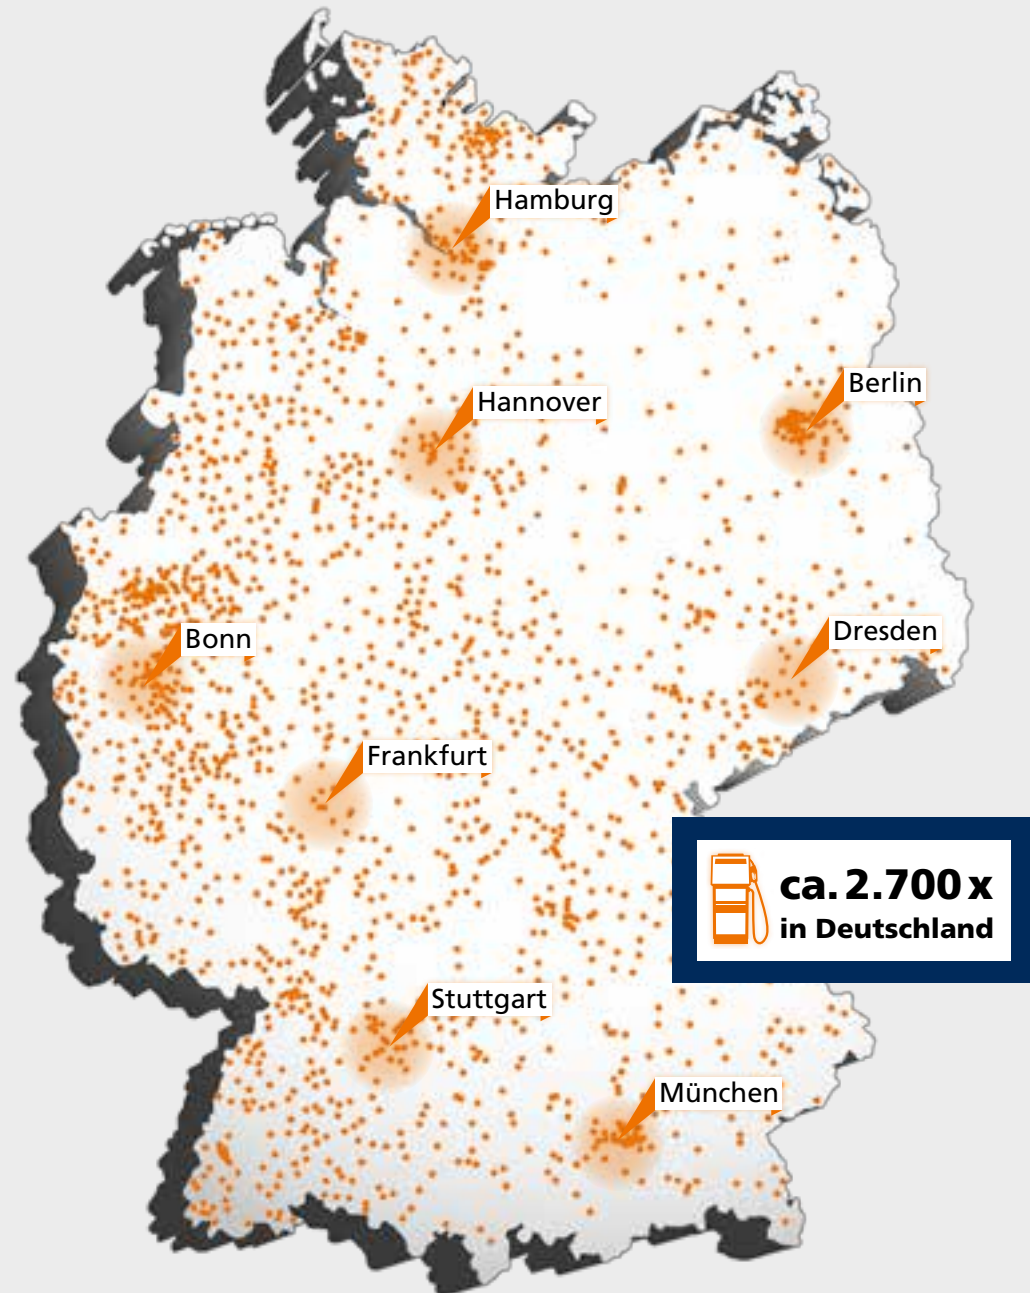 Hamburg
Berlin
Hannover
Dresden
Bonn
Frankfurt
ca. 2.700 x
in Deutschland
Stuttgart
München